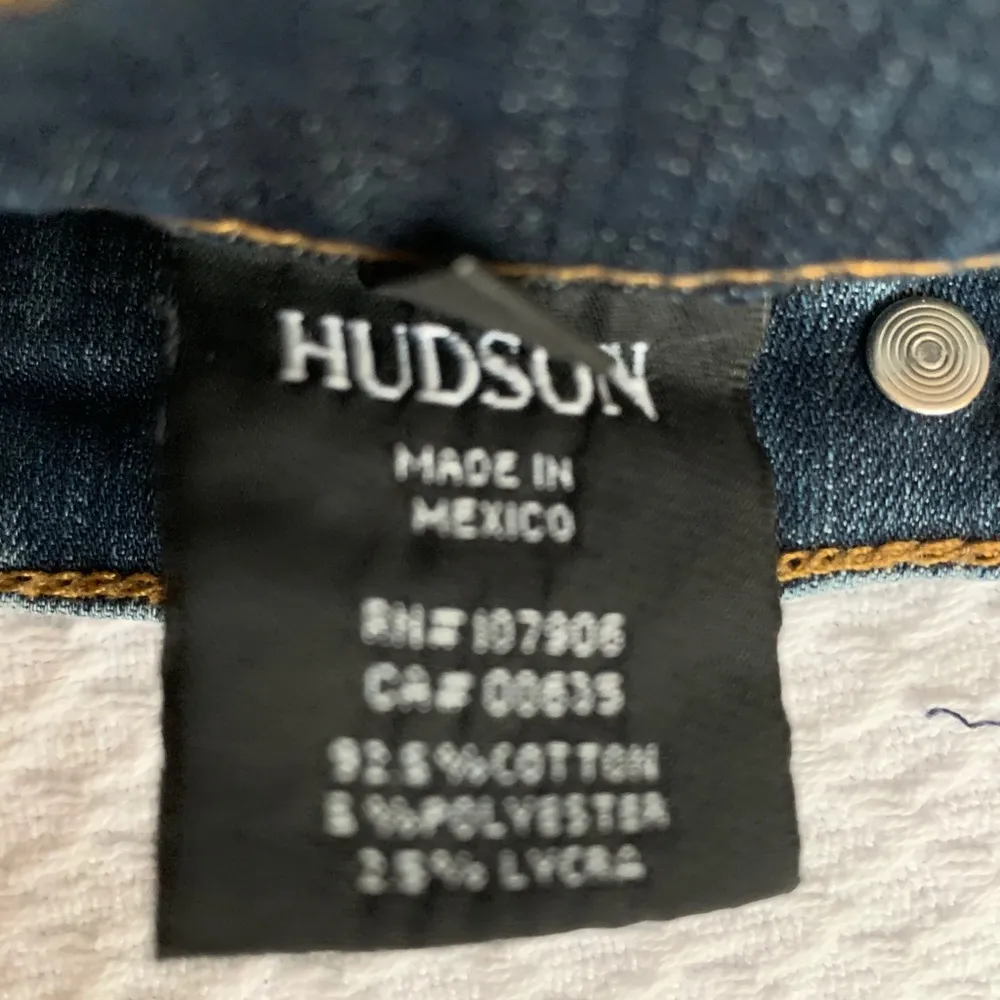 HUDSON
MADE IN
MEXICO
RN# 107906
CA# 00635
92.5% COTTON
5% POLYESTER
2.5% LYCRA